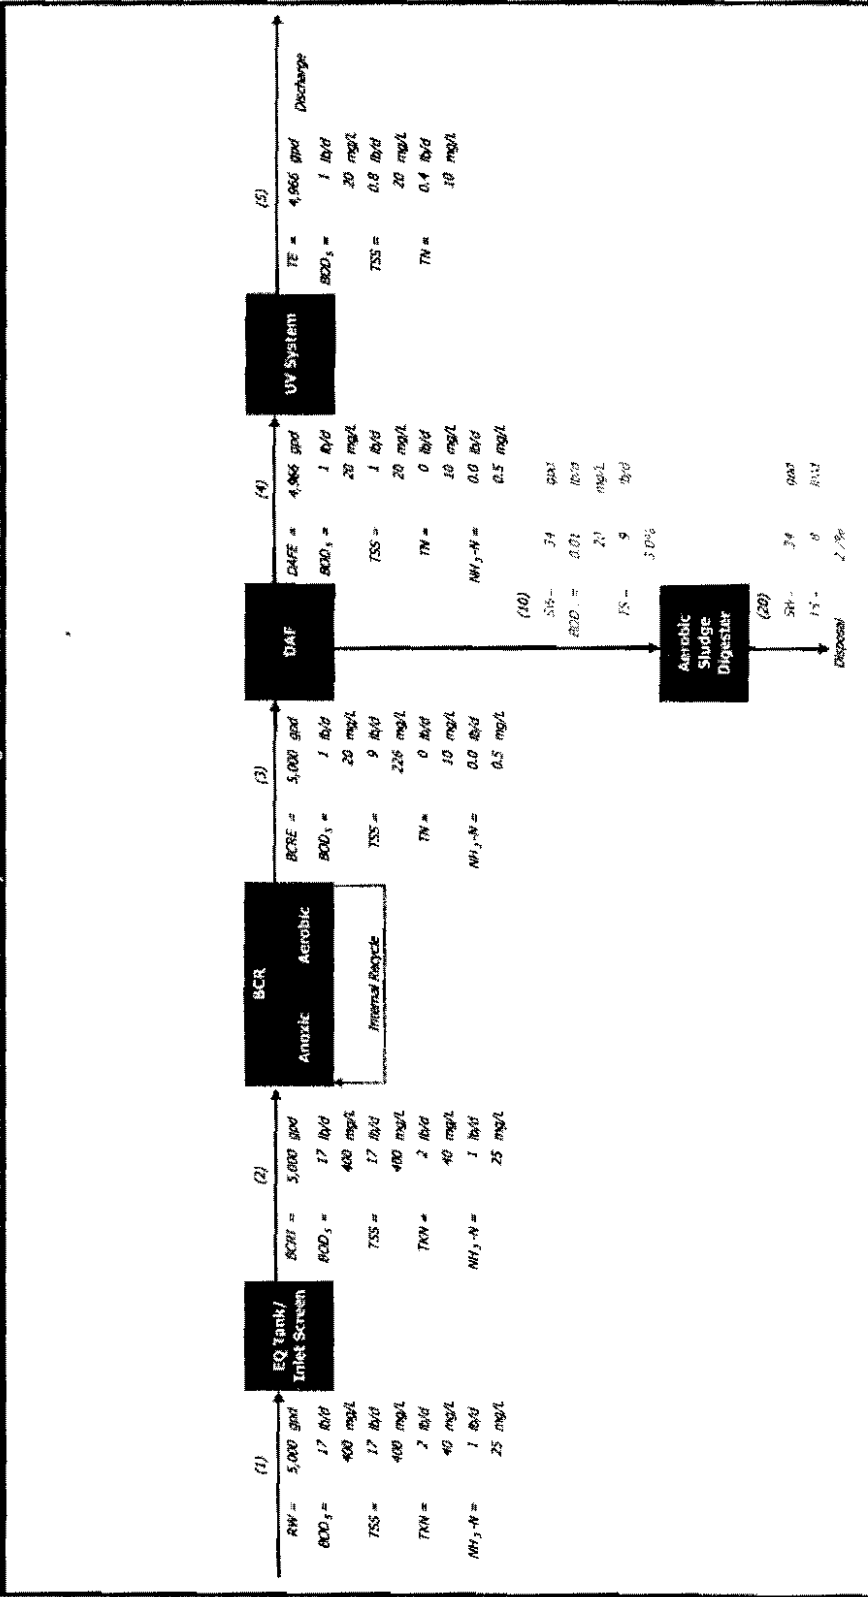 (1)
RW = 5,000 gpd
BOD5 = 17 lb/d
400 mg/L
TSS = 17 lb/d
400 mg/L
TKN = 2 lb/d
40 mg/L
NH3-N = 1 lb/d
25 mg/L
EQ Tank/
Inlet Screen
(2)
BCRI = 5,000 gpd
BOD5 = 17 lb/d
400 mg/L
TSS = 17 lb/d
400 mg/L
TKN = 2 lb/d
40 mg/L
NH3-N = 1 lb/d
25 mg/L
BCR
Anoxic Aerobic
Internal Recycle
(3)
BCRE = 5,000 gpd
BOD5 = 1 lb/d
20 mg/L
TSS = 9 lb/d
226 mg/L
TN = 0 lb/d
10 mg/L
NH3-N = 0.0 lb/d
0.5 mg/L
DAF
(4)
DAFE = 4,966 gpd
BOD5 = 1 lb/d
20 mg/L
TSS = 1 lb/d
20 mg/L
TN = 0 lb/d
10 mg/L
NH3-N = 0.0 lb/d
0.5 mg/L
UV System
(5)
TE = 4,966 gpd
Discharge
BOD5 = 1 lb/d
20 mg/L
TSS = 0.8 lb/d
20 mg/L
TN = 0.4 lb/d
10 mg/L
(10)
34 gpd
BOD5 = 0.01 lb/d
20 mg/L
TS = 9 lb/d
3.0%
Aerobic
Sludge
Digester
(20)
34 gpd
TS = 8 lb/d
2.7%
Disposal